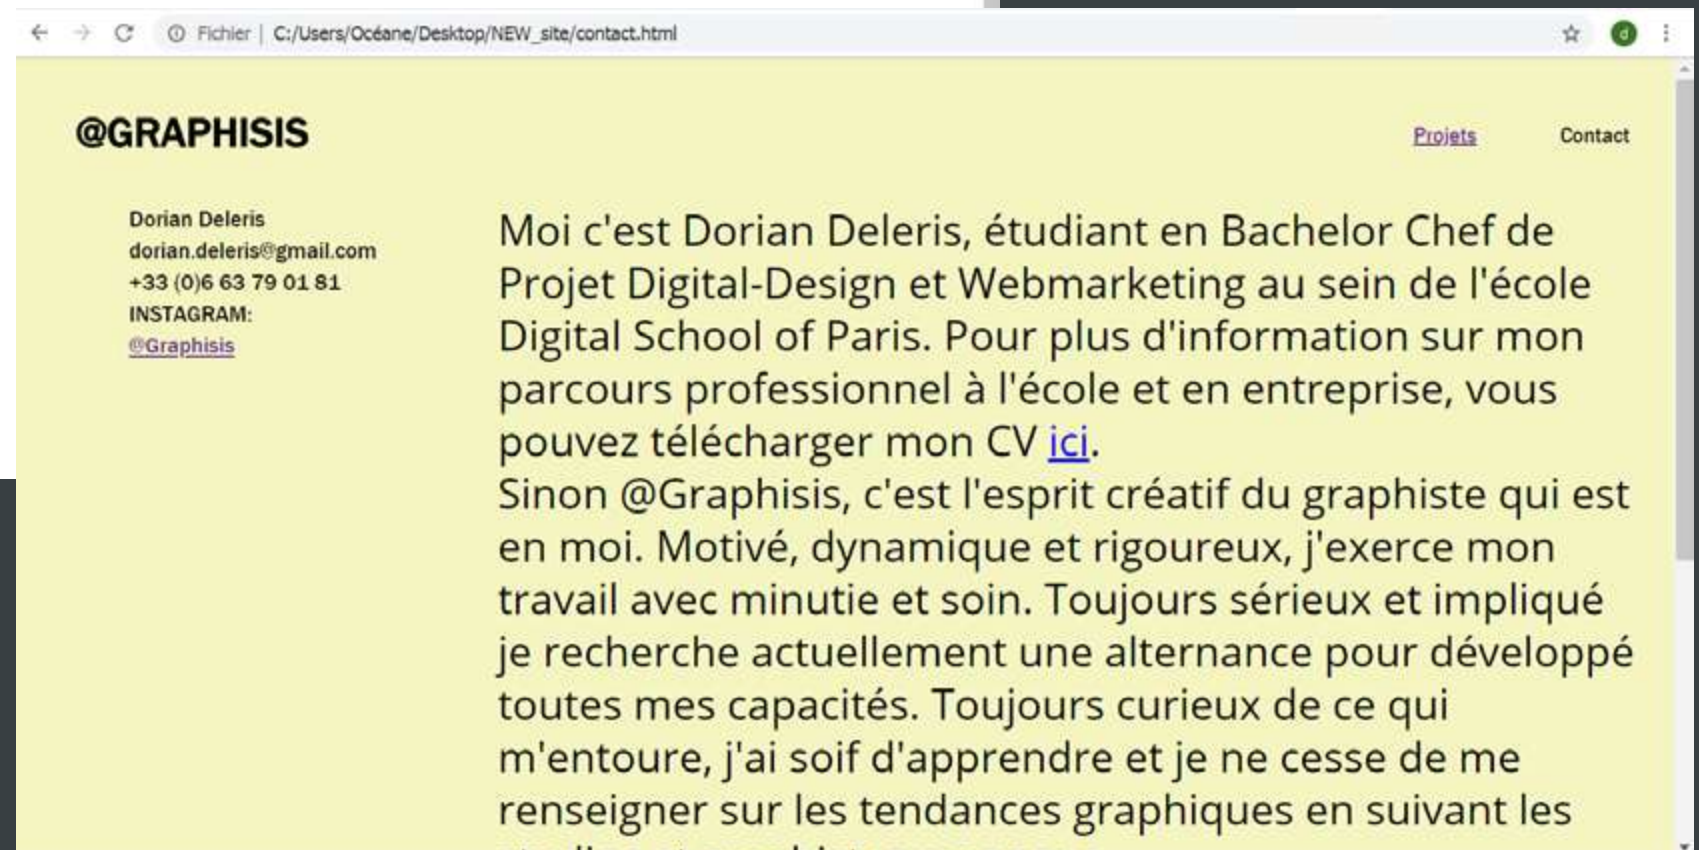 Fichier | C:/Users/Océane/Desktop/NEW_site/contact.html
d
@GRAPHISIS
Projets
Contact
Dorian Deleris
dorian.deleris@gmail.com
+33 (0)6 63 79 01 81
INSTAGRAM:
@Graphisis
Moi c'est Dorian Deleris, étudiant en Bachelor Chef de
Projet Digital-Design et Webmarketing au sein de l'école
Digital School of Paris. Pour plus d'information sur mon
parcours professionnel à l'école et en entreprise, vous
pouvez télécharger mon CV ici.
Sinon @Graphisis, c'est l'esprit créatif du graphiste qui est
en moi. Motivé, dynamique et rigoureux, j'exerce mon
travail avec minutie et soin. Toujours sérieux et impliqué
je recherche actuellement une alternance pour développé
toutes mes capacités. Toujours curieux de ce qui
m'entoure, j'ai soif d'apprendre et je ne cesse de me
renseigner sur les tendances graphiques en suivant les